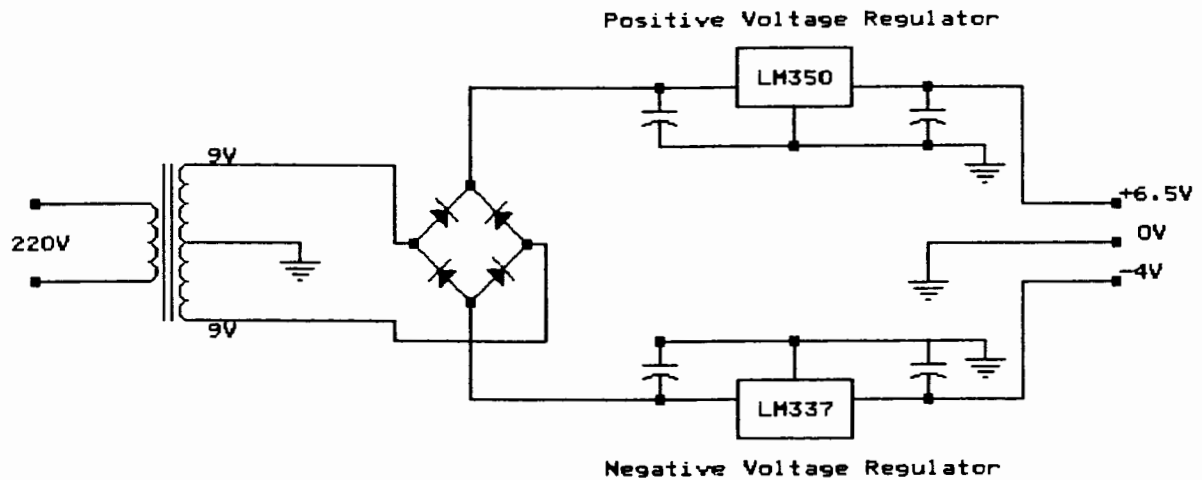 Positive Voltage Regulator
LM350
9V
+6.5V
220V
0V
-4V
9V
LM337
Negative Voltage Regulator